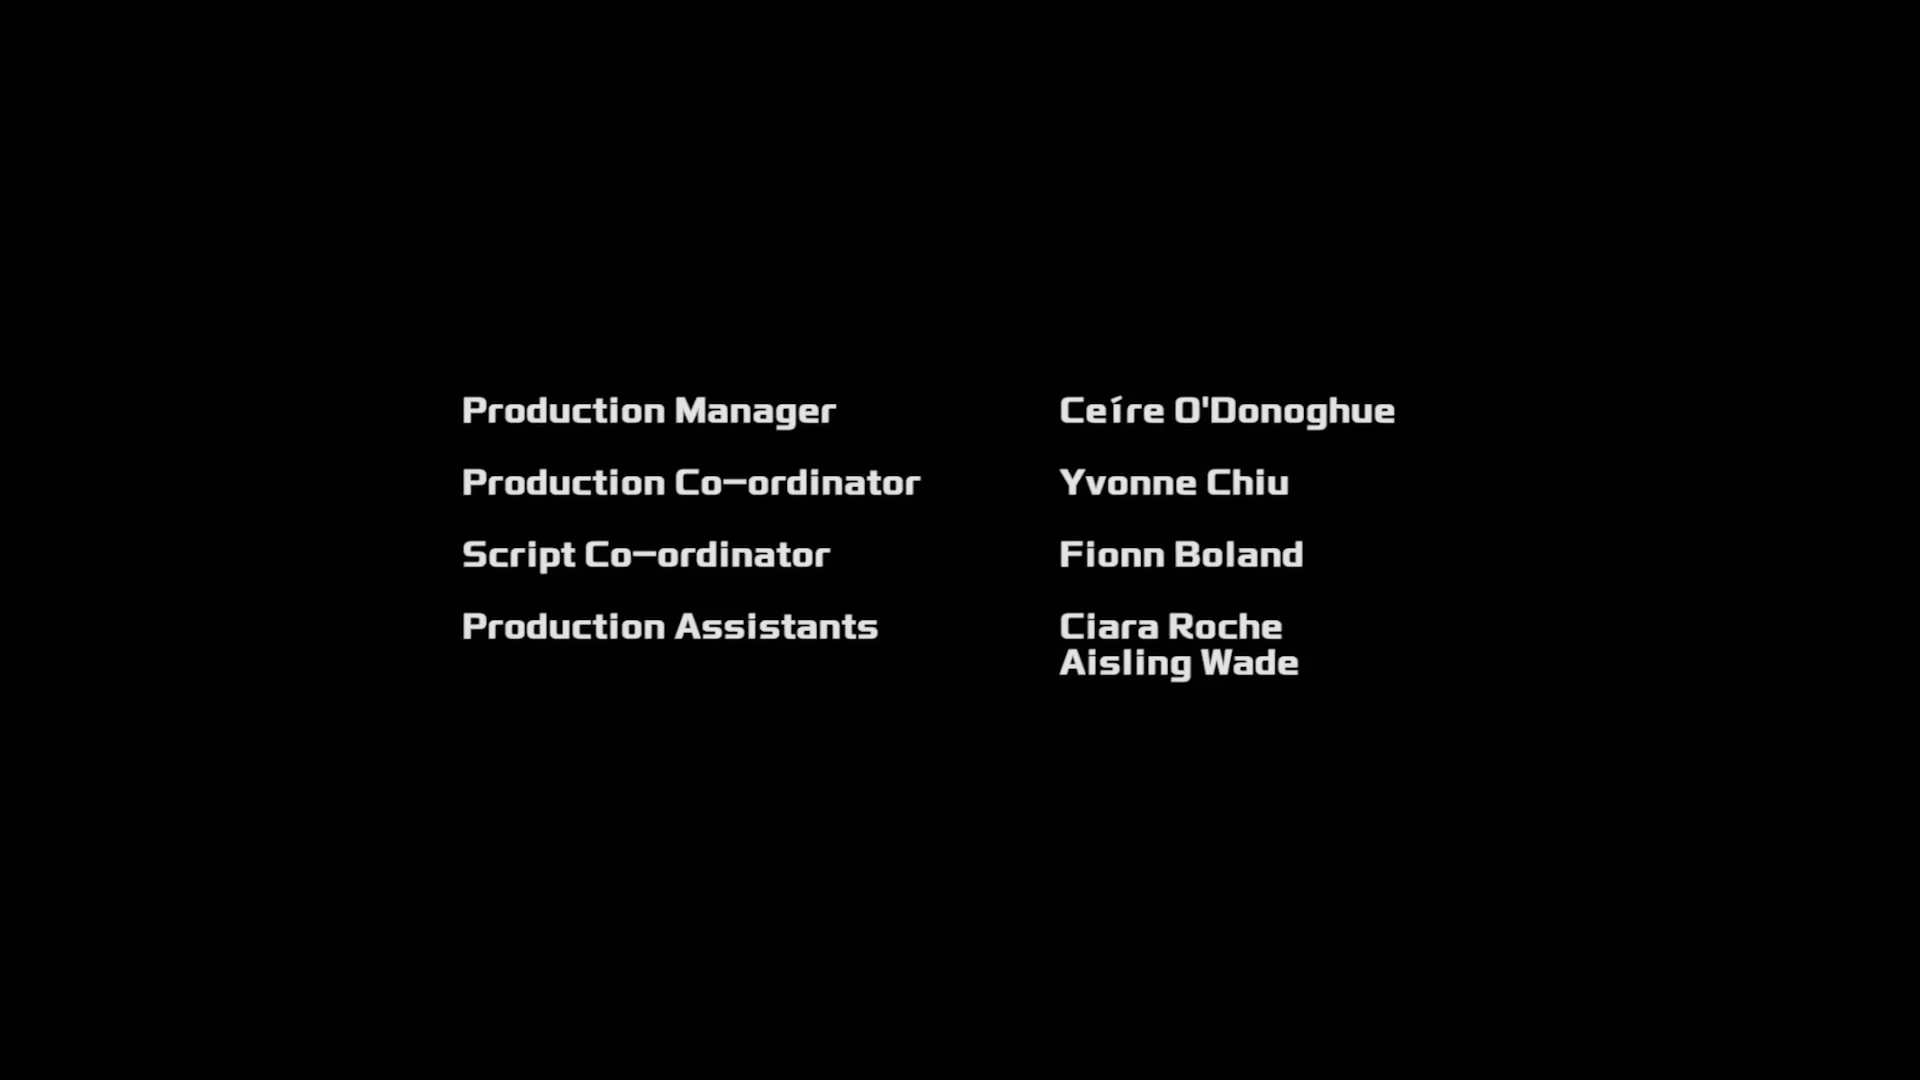 Production Manager Ceíre O'Donoghue
Production Co-ordinator Yvonne Chiu
Script Co-ordinator Fionn Boland
Production Assistants Ciara Roche
Aisling Wade